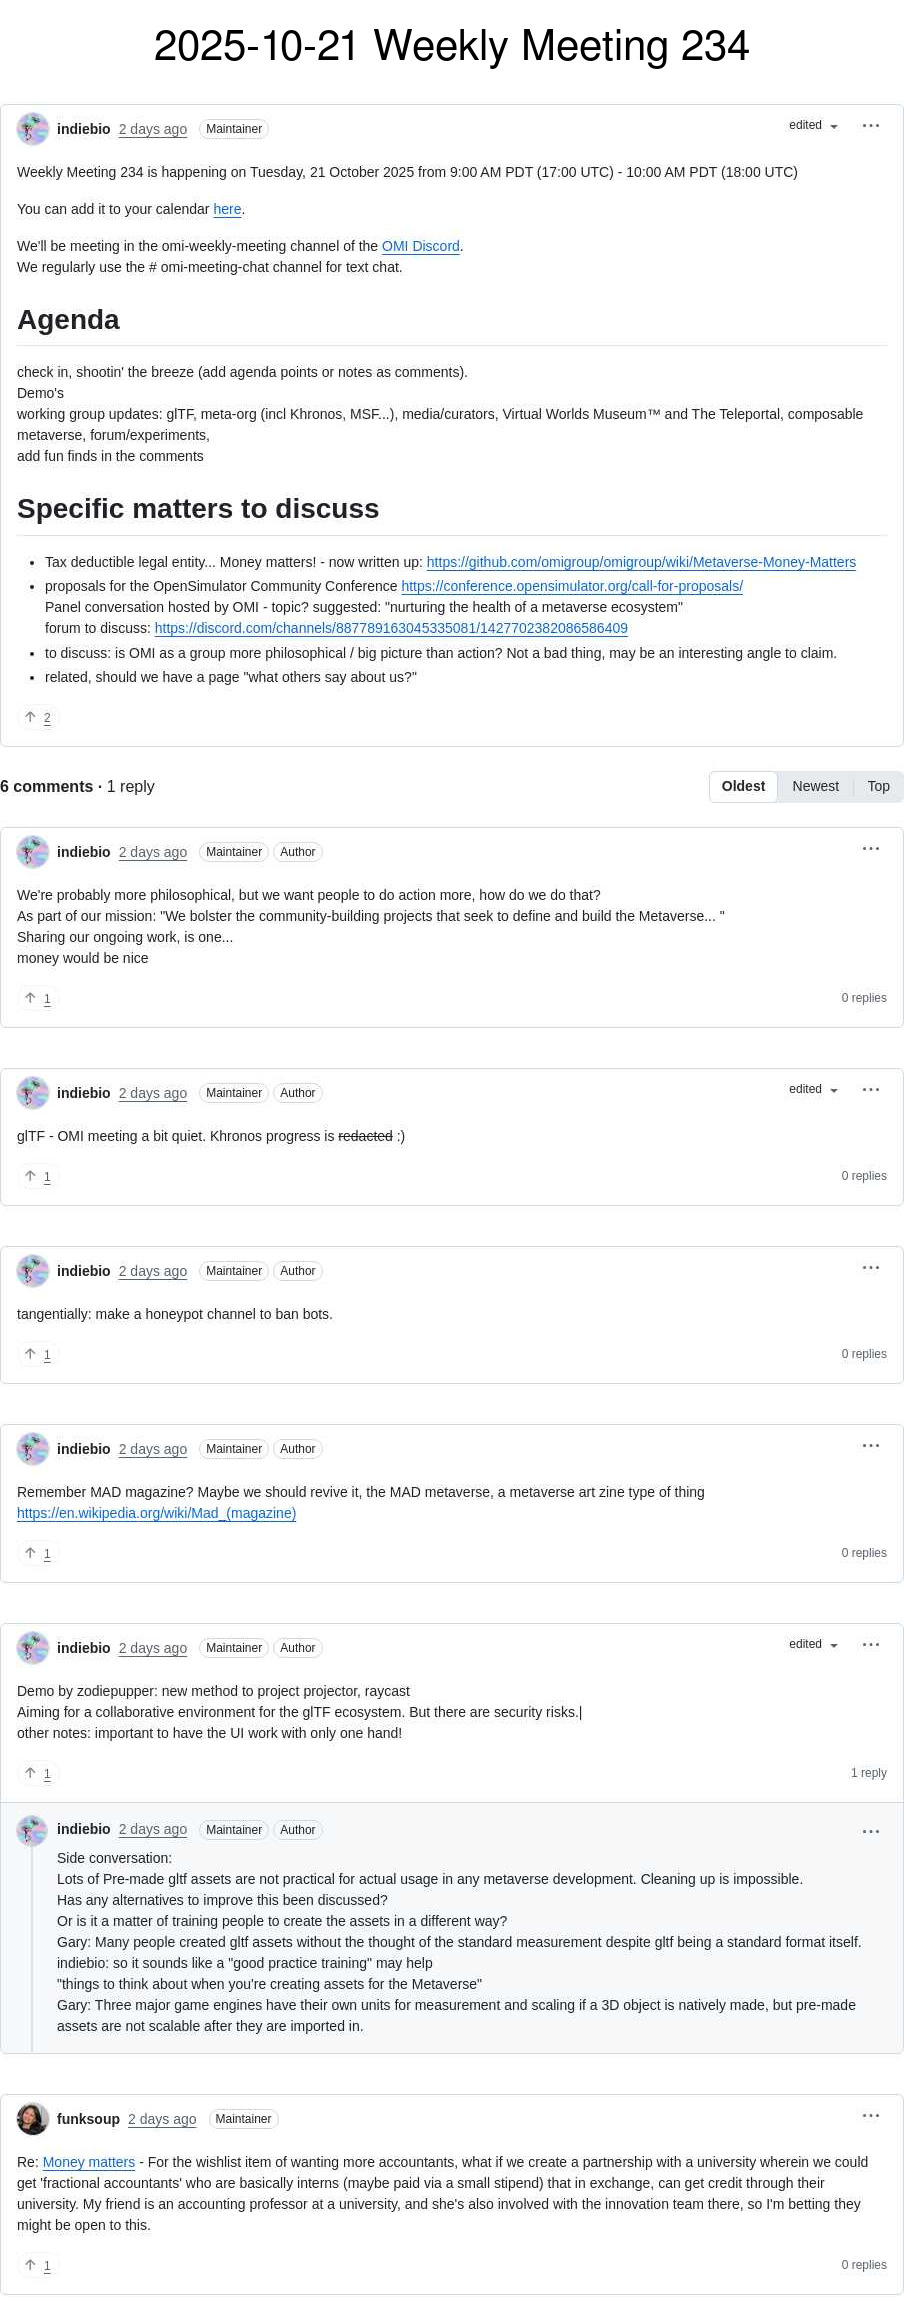 2025-10-21 Weekly Meeting 234
indiebio 2 days ago Maintainer edited
Weekly Meeting 234 is happening on Tuesday, 21 October 2025 from 9:00 AM PDT (17:00 UTC) - 10:00 AM PDT (18:00 UTC)
You can add it to your calendar here.
We'll be meeting in the omi-weekly-meeting channel of the OMI Discord.
We regularly use the # omi-meeting-chat channel for text chat.
Agenda
check in, shootin' the breeze (add agenda points or notes as comments).
Demo's
working group updates: glTF, meta-org (incl Khronos, MSF...), media/curators, Virtual Worlds Museum™ and The Teleportal, composable
metaverse, forum/experiments,
add fun finds in the comments
Specific matters to discuss
• Tax deductible legal entity... Money matters! - now written up: https://github.com/omigroup/omigroup/wiki/Metaverse-Money-Matters
• proposals for the OpenSimulator Community Conference https://conference.opensimulator.org/call-for-proposals/
Panel conversation hosted by OMI - topic? suggested: "nurturing the health of a metaverse ecosystem"
forum to discuss: https://discord.com/channels/887789163045335081/1427702382086586409
• to discuss: is OMI as a group more philosophical / big picture than action? Not a bad thing, may be an interesting angle to claim.
• related, should we have a page "what others say about us?"
↑ 2
6 comments · 1 reply Oldest Newest Top
indiebio 2 days ago Maintainer Author
We're probably more philosophical, but we want people to do action more, how do we do that?
As part of our mission: "We bolster the community-building projects that seek to define and build the Metaverse... "
Sharing our ongoing work, is one...
money would be nice
↑ 1 0 replies
indiebio 2 days ago Maintainer Author edited
glTF - OMI meeting a bit quiet. Khronos progress is redacted :)
↑ 1 0 replies
indiebio 2 days ago Maintainer Author
tangentially: make a honeypot channel to ban bots.
↑ 1 0 replies
indiebio 2 days ago Maintainer Author
Remember MAD magazine? Maybe we should revive it, the MAD metaverse, a metaverse art zine type of thing
https://en.wikipedia.org/wiki/Mad_(magazine)
↑ 1 0 replies
indiebio 2 days ago Maintainer Author edited
Demo by zodiepupper: new method to project projector, raycast
Aiming for a collaborative environment for the glTF ecosystem. But there are security risks.|
other notes: important to have the UI work with only one hand!
↑ 1 1 reply
indiebio 2 days ago Maintainer Author
Side conversation:
Lots of Pre-made gltf assets are not practical for actual usage in any metaverse development. Cleaning up is impossible.
Has any alternatives to improve this been discussed?
Or is it a matter of training people to create the assets in a different way?
Gary: Many people created gltf assets without the thought of the standard measurement despite gltf being a standard format itself.
indiebio: so it sounds like a "good practice training" may help
"things to think about when you're creating assets for the Metaverse"
Gary: Three major game engines have their own units for measurement and scaling if a 3D object is natively made, but pre-made
assets are not scalable after they are imported in.
funksoup 2 days ago Maintainer
Re: Money matters - For the wishlist item of wanting more accountants, what if we create a partnership with a university wherein we could
get 'fractional accountants' who are basically interns (maybe paid via a small stipend) that in exchange, can get credit through their
university. My friend is an accounting professor at a university, and she's also involved with the innovation team there, so I'm betting they
might be open to this.
↑ 1 0 replies